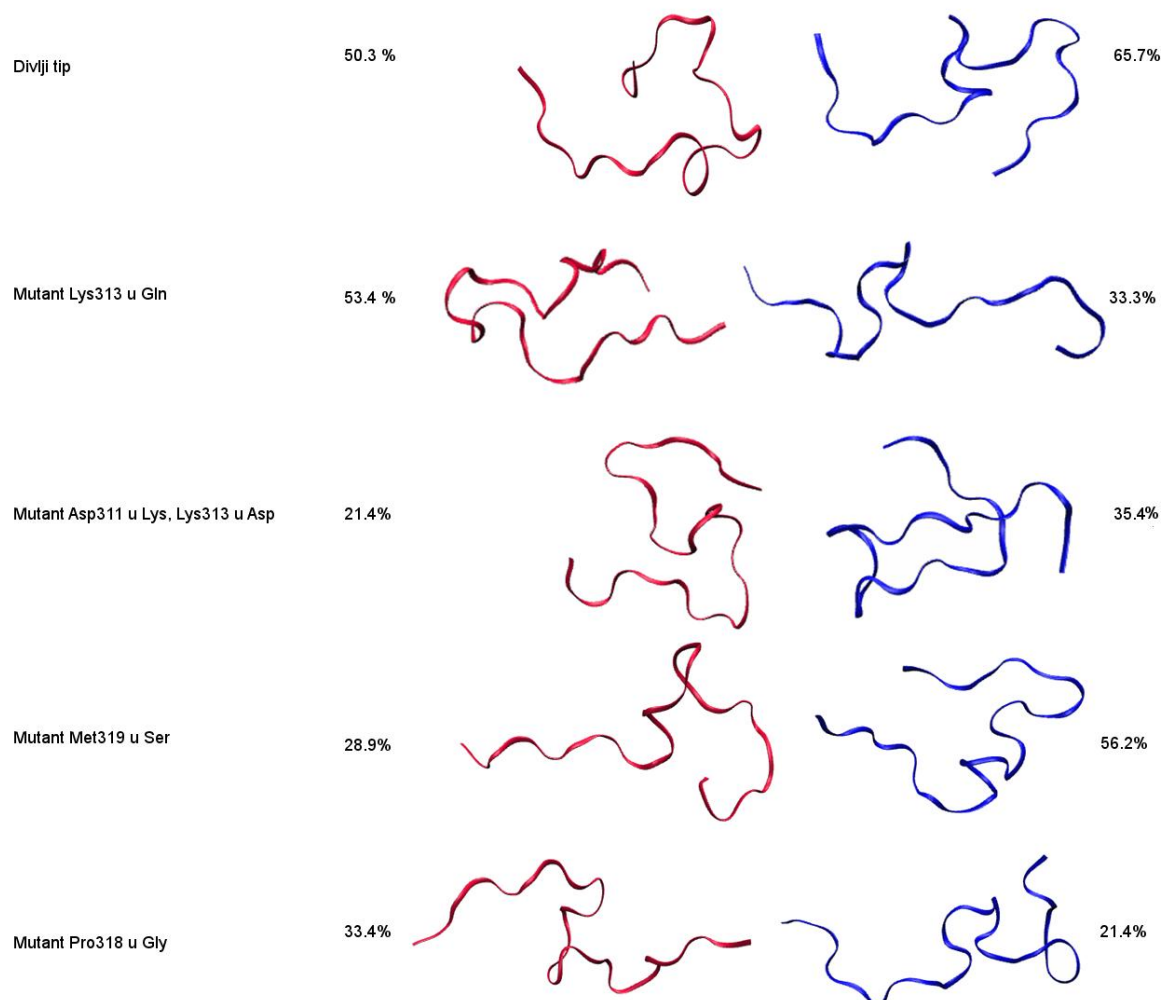 Divlji tip 50.3 % 65.7%
Mutant Lys313 u Gln 53.4 % 33.3%
Mutant Asp311 u Lys, Lys313 u Asp 21.4% 35.4%
Mutant Met319 u Ser 28.9% 56.2%
Mutant Pro318 u Gly 33.4% 21.4%